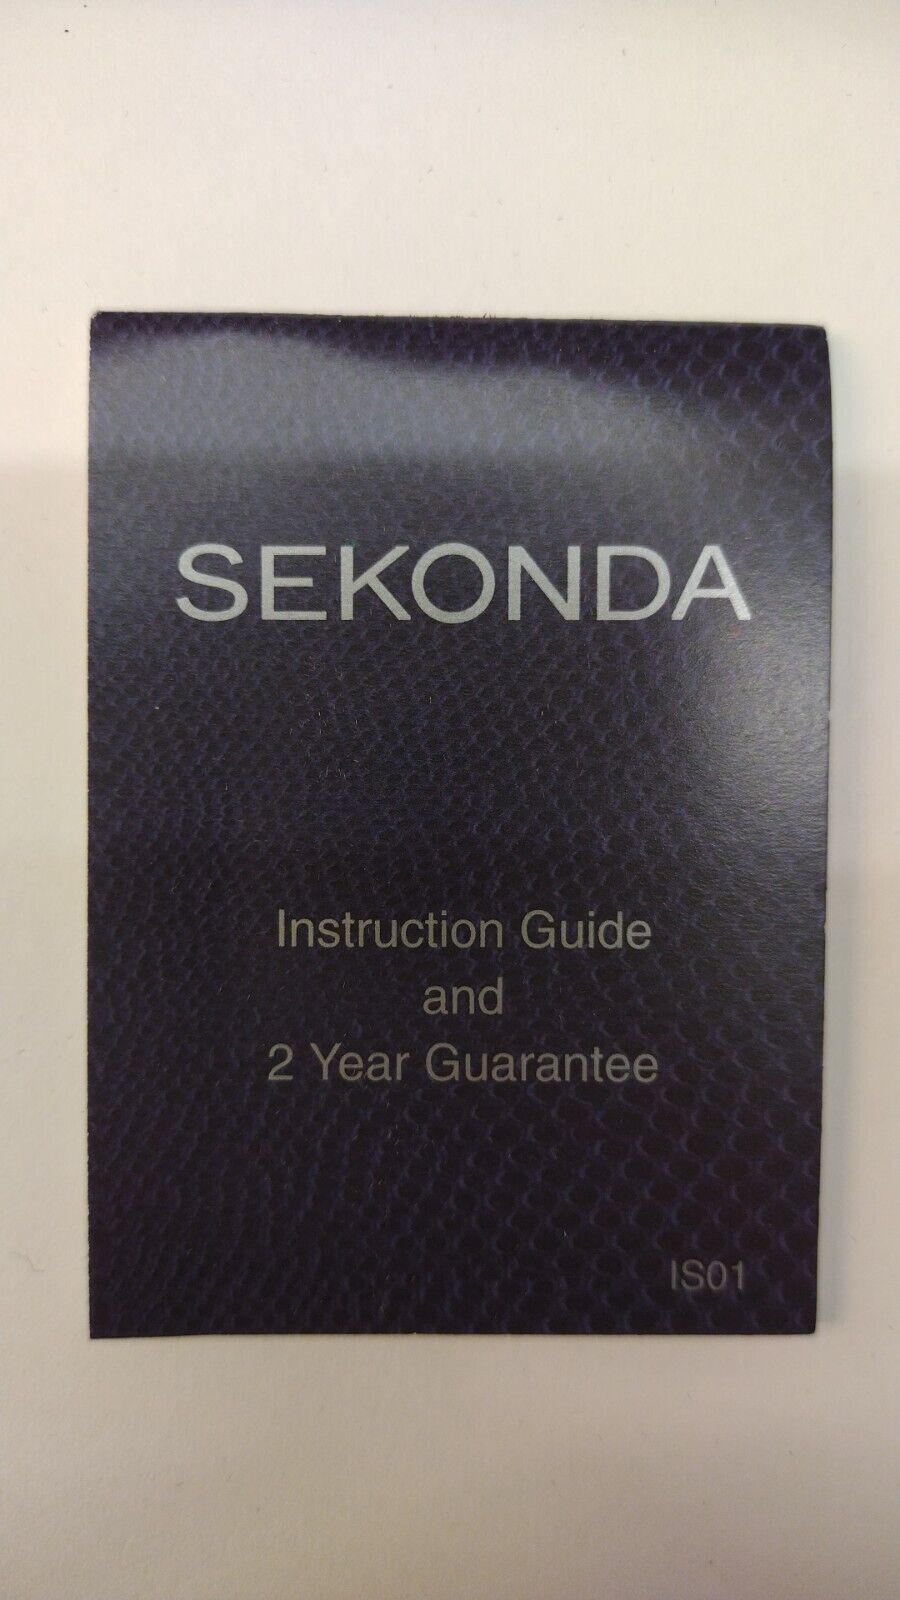 SEKONDA
Instruction Guide
and
2 Year Guarantee
IS01